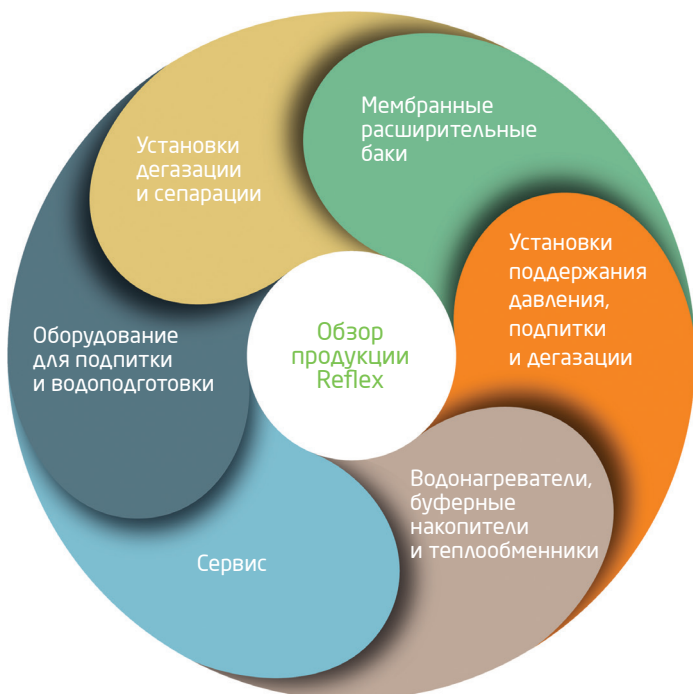 Обзор
продукции
Reflex
Мембранные
расширительные
баки
Установки
поддержания
давления,
подпитки
и дегазации
Водонагреватели,
буферные
накопители
и теплообменники
Сервис
Оборудование
для подпитки
и водоподготовки
Установки
дегазации
и сепарации